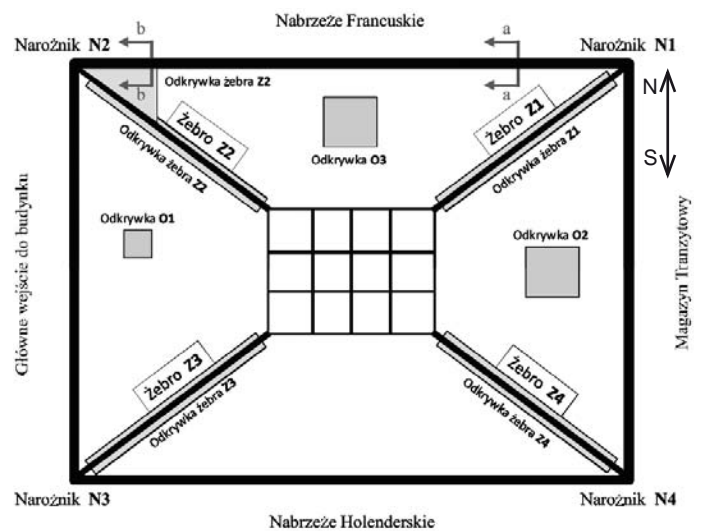 Nabrzeże Francuskie
Narożnik N2
b
a
Narożnik N1
b
Odkrywka żebra Z2
a
N
S
Żebro Z2
Odkrywka żebra Z2
Odkrywka O3
Żebro Z1
Odkrywka żebra Z1
Odkrywka O1
Odkrywka O2
Główne wejście do budynku
Magazyn Tranzytowy
Żebro Z3
Odkrywka żebra Z3
Żebro Z4
Odkrywka żebra Z4
Narożnik N3
Nabrzeże Holenderskie
Narożnik N4